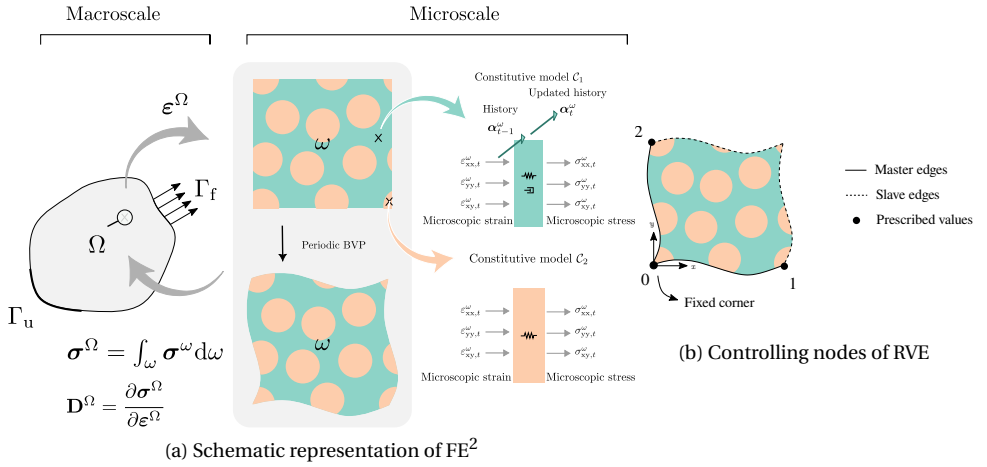 Macroscale
Microscale
𝜺^Ω
Γ_f
Ω
Γ_u
𝝈^Ω = ∫_ω 𝝈^ω dω
𝐃^Ω = ∂𝝈^Ω / ∂𝜺^Ω
ω
Periodic BVP
ω
Constitutive model 𝒞_1
Updated history
History
𝜶^ω_t
𝜶^ω_{t−1}
ε^ω_{xx,t} σ^ω_{xx,t}
ε^ω_{yy,t} σ^ω_{yy,t}
ε^ω_{xy,t} σ^ω_{xy,t}
Microscopic strain Microscopic stress
Constitutive model 𝒞_2
ε^ω_{xx,t} σ^ω_{xx,t}
ε^ω_{yy,t} σ^ω_{yy,t}
ε^ω_{xy,t} σ^ω_{xy,t}
Microscopic strain Microscopic stress
(a) Schematic representation of FE²
2
y
x
0
1
Fixed corner
Master edges
Slave edges
Prescribed values
(b) Controlling nodes of RVE